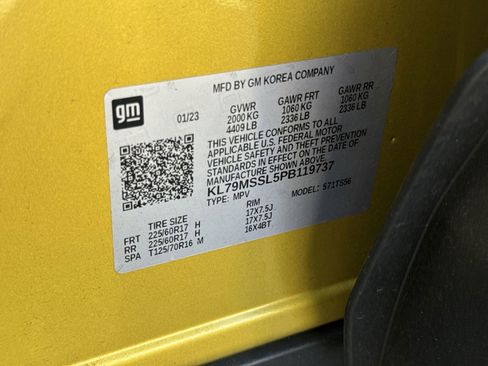 gm
MFD BY GM KOREA COMPANY
01/23
GVWR GAWR FRT GAWR RR
2000 KG 1060 KG 1060 KG
4409 LB 2336 LB 2336 LB
THIS VEHICLE CONFORMS TO ALL
APPLICABLE U.S. FEDERAL MOTOR
VEHICLE SAFETY AND THEFT PREVENTION
STANDARDS IN EFFECT ON THE DATE OF
MANUFACTURE SHOWN ABOVE.
KL79MSSL5PB119737
TYPE: MPV MODEL: 571TS56
TIRE SIZE RIM
FRT 225/60R17 H 17X7.5J
RR 225/60R17 H 17X7.5J
SPA T125/70R16 M 16X4BT